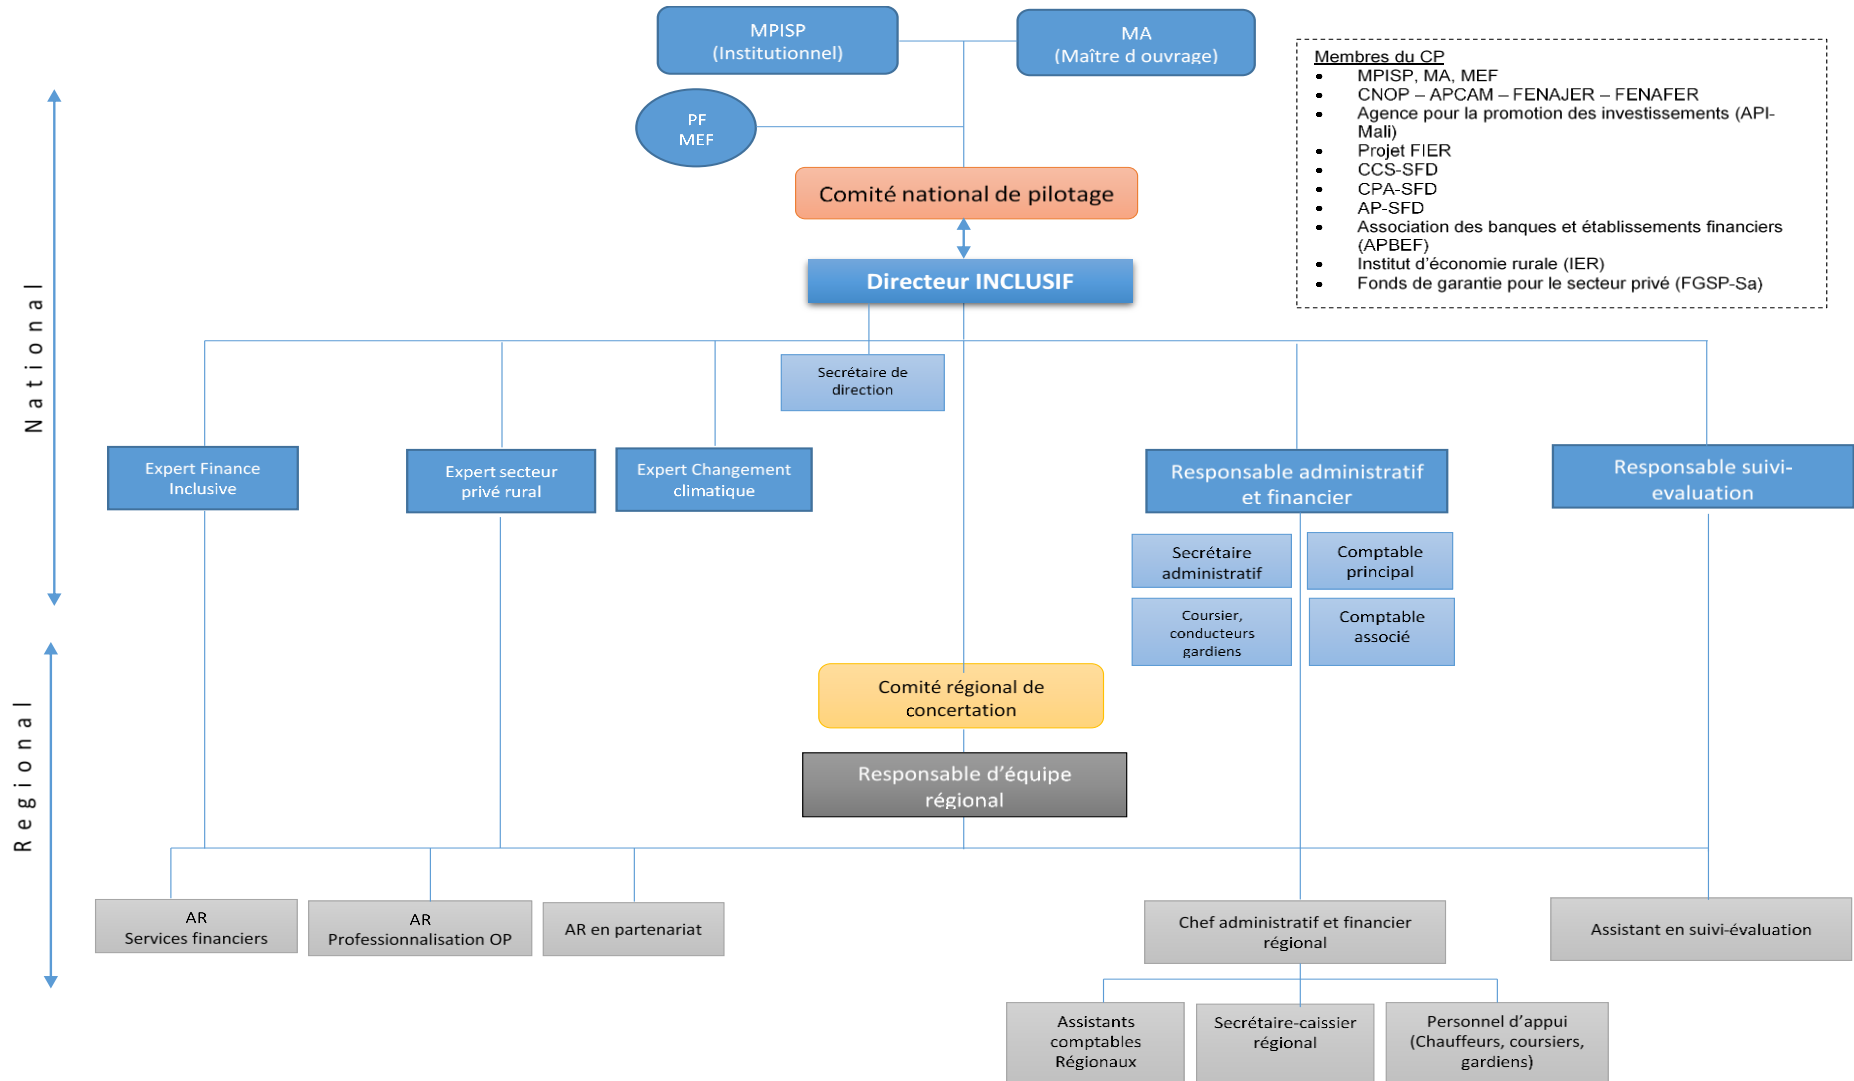 MPISP
(Institutionnel)
MA
(Maître d ouvrage)
Membres du CP
• MPISP, MA, MEF
• CNOP – APCAM – FENAJER – FENAFER
• Agence pour la promotion des investissements (API-
Mali)
• Projet FIER
• CCS-SFD
• CPA-SFD
• AP-SFD
• Association des banques et établissements financiers
(APBEF)
• Institut d’économie rurale (IER)
• Fonds de garantie pour le secteur privé (FGSP-Sa)
PF
MEF
Comité national de pilotage
Directeur INCLUSIF
National
Secrétaire de
direction
Expert Finance
Inclusive
Expert secteur
privé rural
Expert Changement
climatique
Responsable administratif
et financier
Responsable suivi-
evaluation
Secrétaire
administratif
Comptable
principal
Coursier,
conducteurs
gardiens
Comptable
associé
Regional
Comité régional de
concertation
Responsable d’équipe
régional
AR
Services financiers
AR
Professionnalisation OP
AR en partenariat
Chef administratif et financier
régional
Assistant en suivi-évaluation
Assistants
comptables
Régionaux
Secrétaire-caissier
régional
Personnel d’appui
(Chauffeurs, coursiers,
gardiens)